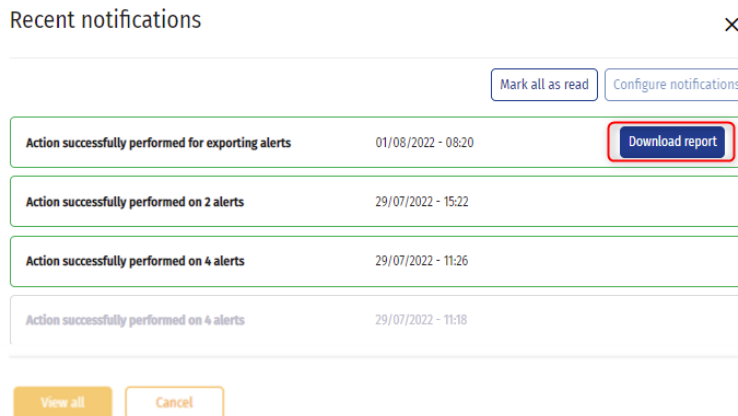 Recent notifications
Mark all as read Configure notifications
Action successfully performed for exporting alerts 01/08/2022 - 08:20 Download report
Action successfully performed on 2 alerts 29/07/2022 - 15:22
Action successfully performed on 4 alerts 29/07/2022 - 11:26
Action successfully performed on 4 alerts 29/07/2022 - 11:18
View all Cancel